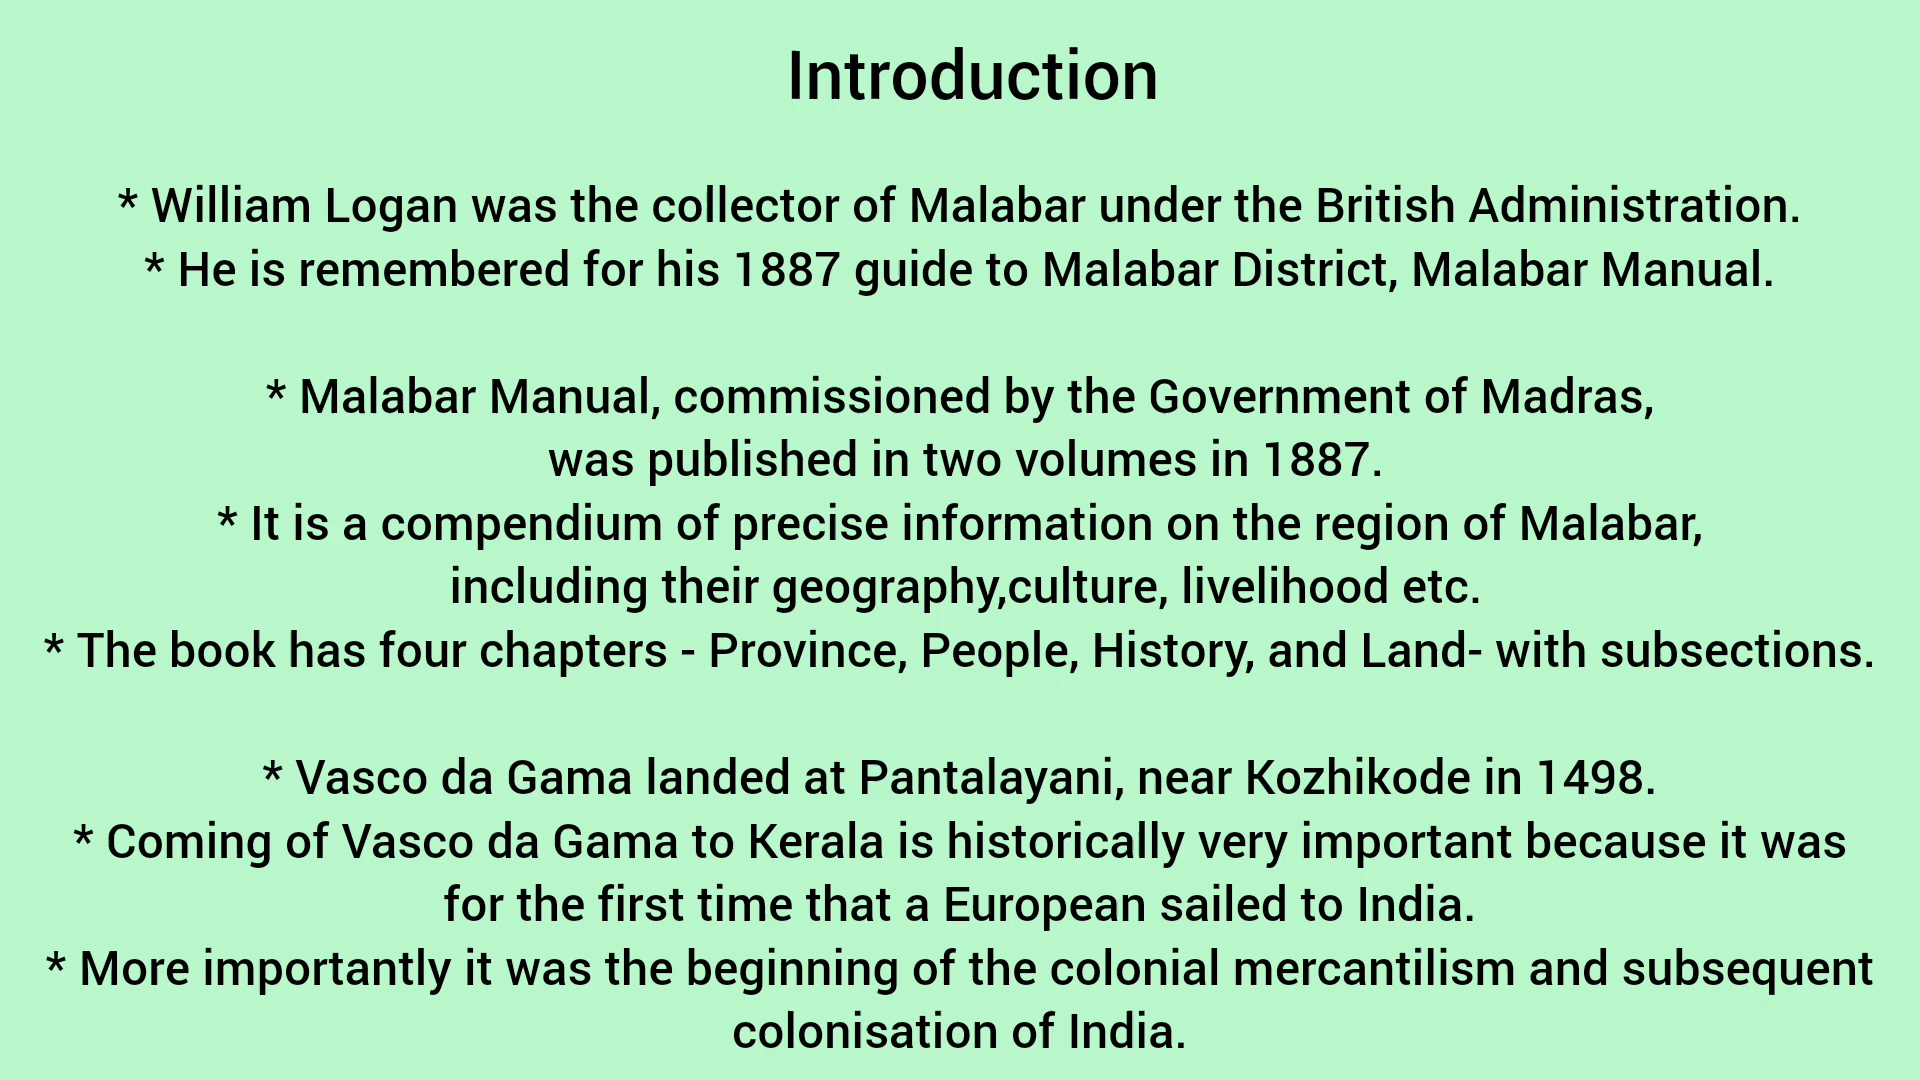 Introduction
* William Logan was the collector of Malabar under the British Administration.
* He is remembered for his 1887 guide to Malabar District, Malabar Manual.
* Malabar Manual, commissioned by the Government of Madras,
was published in two volumes in 1887.
* It is a compendium of precise information on the region of Malabar,
including their geography,culture, livelihood etc.
* The book has four chapters - Province, People, History, and Land- with subsections.
* Vasco da Gama landed at Pantalayani, near Kozhikode in 1498.
* Coming of Vasco da Gama to Kerala is historically very important because it was
for the first time that a European sailed to India.
* More importantly it was the beginning of the colonial mercantilism and subsequent
colonisation of India.